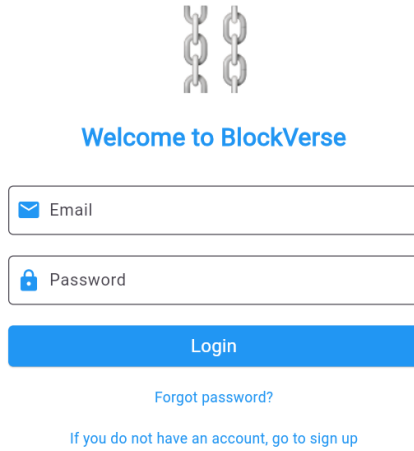 Welcome to BlockVerse
Email
Password
Login
Forgot password?
If you do not have an account, go to sign up